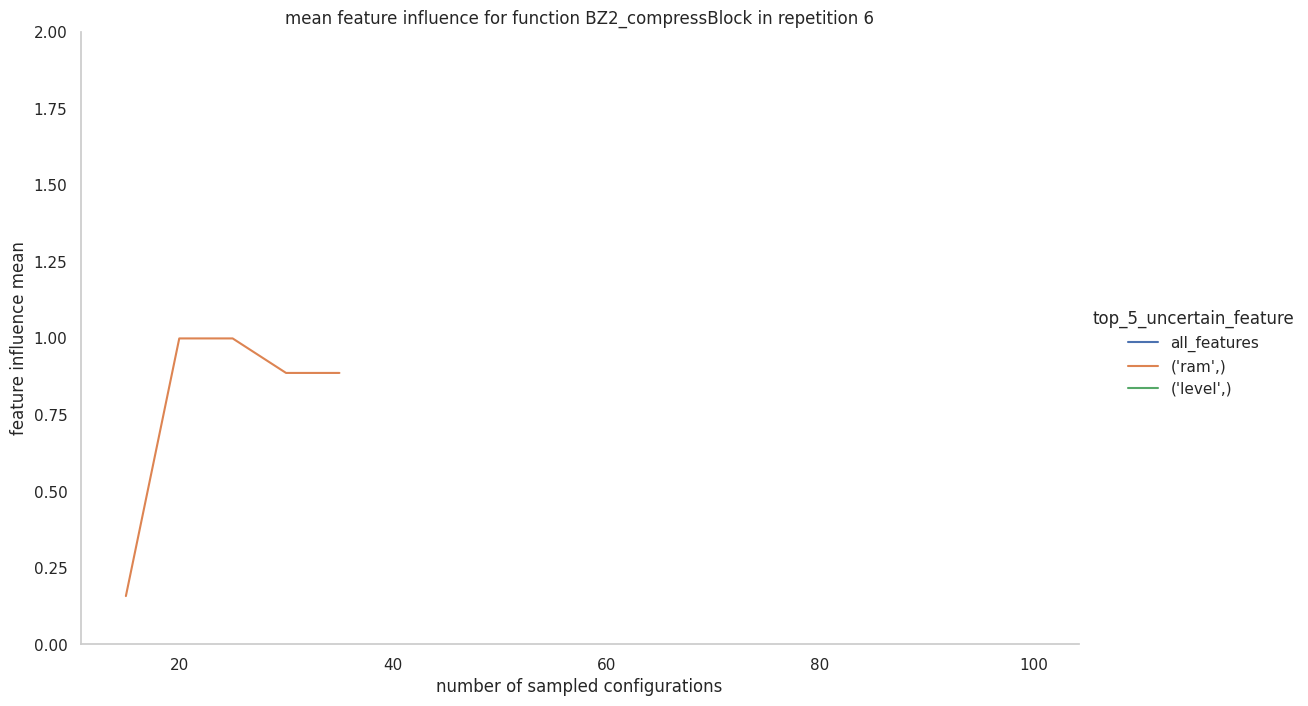 mean feature influence for function BZ2_compressBlock in repetition 6
2.00
1.75
1.50
1.25
1.00
0.75
0.50
0.25
0.00
feature influence mean
20 40 60 80 100
number of sampled configurations
top_5_uncertain_feature
all_features
('ram',)
('level',)